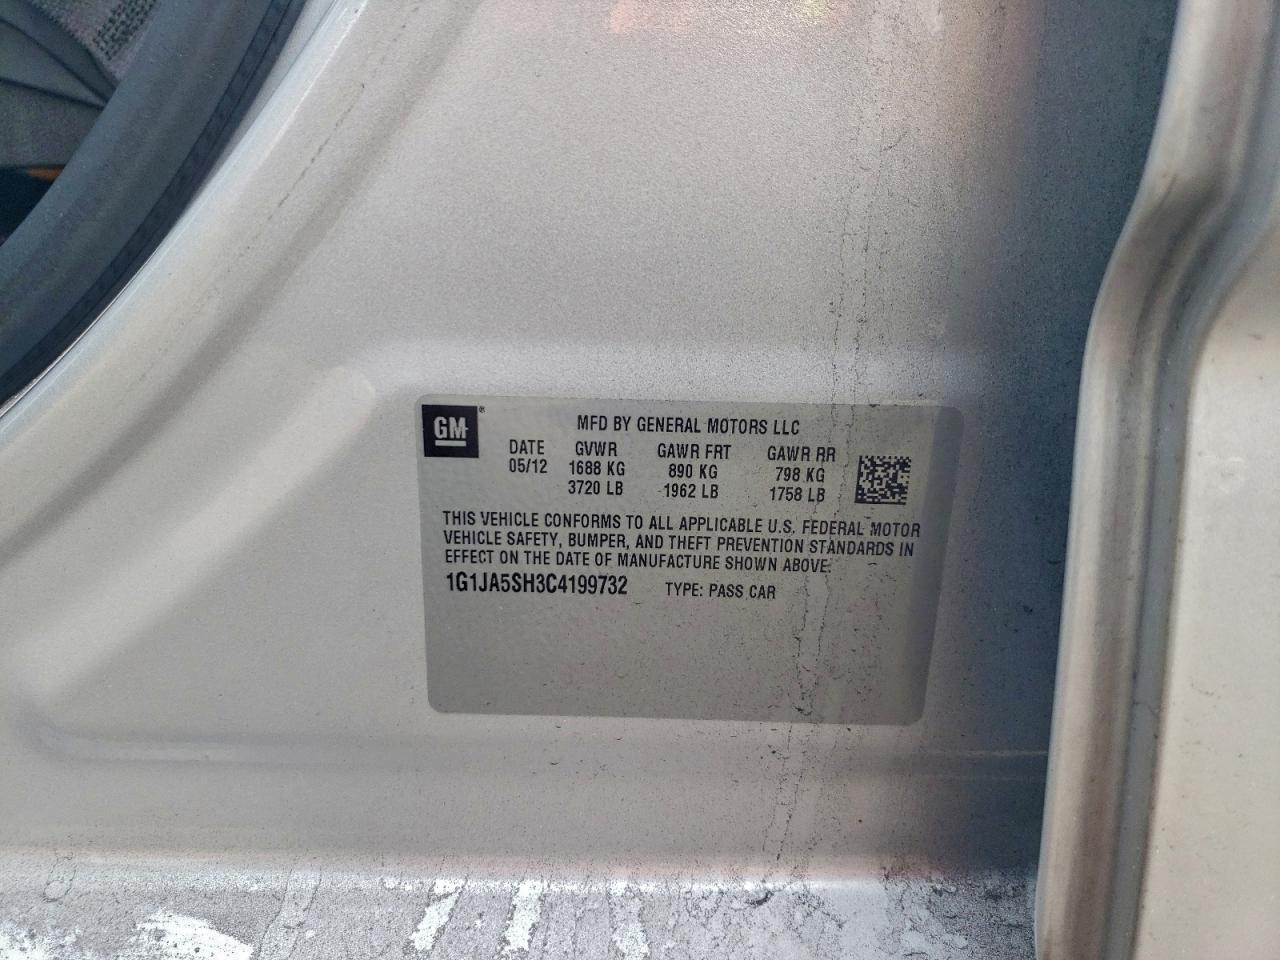 GM®
MFD BY GENERAL MOTORS LLC
DATE GVWR GAWR FRT GAWR RR
05/12 1688 KG 890 KG 798 KG
3720 LB 1962 LB 1758 LB
THIS VEHICLE CONFORMS TO ALL APPLICABLE U.S. FEDERAL MOTOR
VEHICLE SAFETY, BUMPER, AND THEFT PREVENTION STANDARDS IN
EFFECT ON THE DATE OF MANUFACTURE SHOWN ABOVE.
1G1JA5SH3C4199732 TYPE: PASS CAR